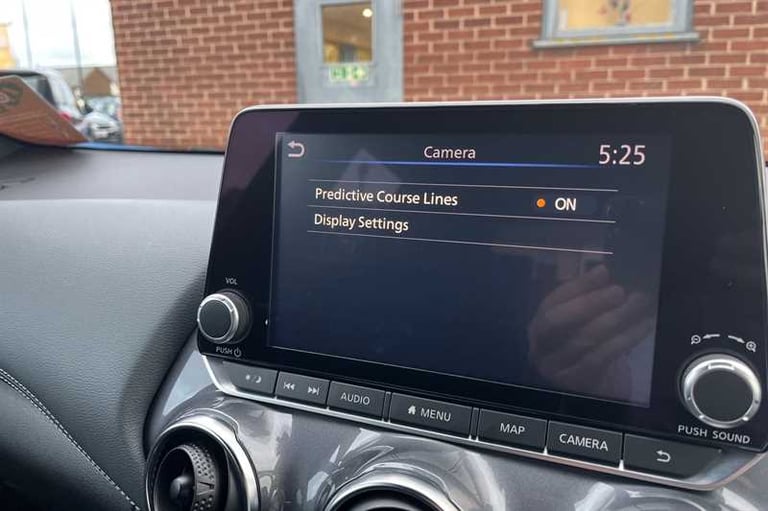 Camera
5:25
Predictive Course Lines
ON
Display Settings
VOL
PUSH
AUDIO
MENU
MAP
CAMERA
PUSH SOUND